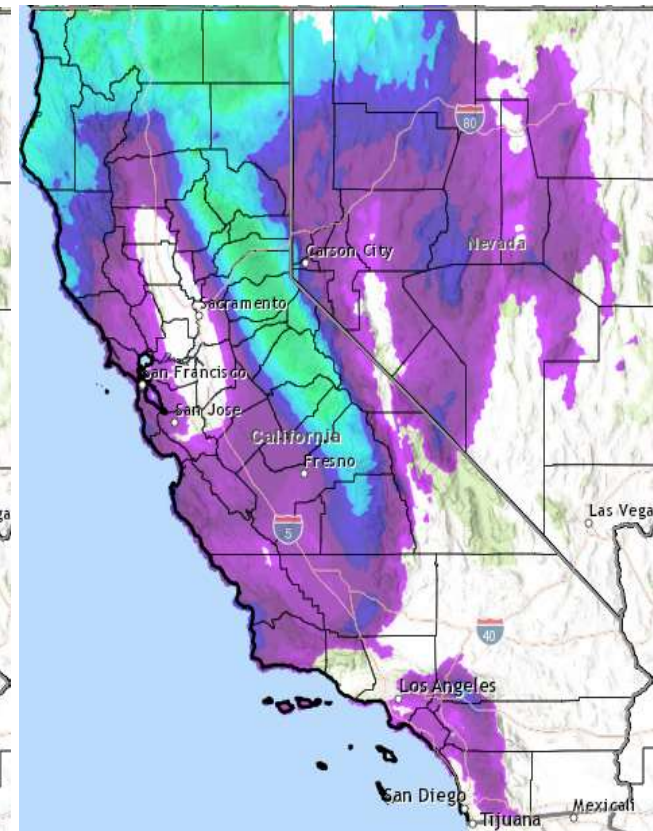 80
Carson City
Nevada
Sacramento
San Francisco
San Jose
California
Fresno
5
Las Vega
40
Los Angeles
San Diego
Tijuana
Mexicali